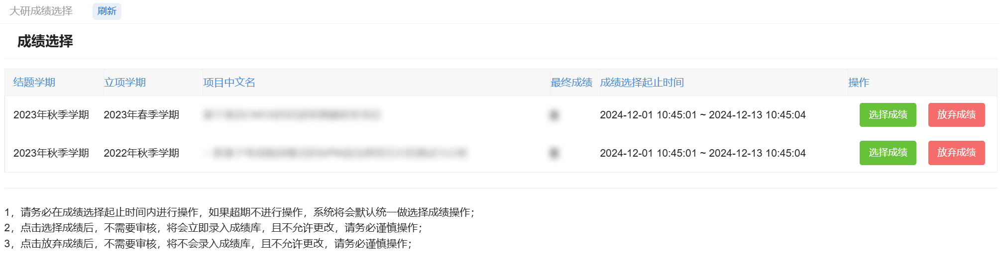 大研成绩选择 刷新
成绩选择
结题学期 立项学期 项目中文名 最终成绩 成绩选择起止时间 操作
2023年秋季学期 2023年春季学期 2024-12-01 10:45:01 ~ 2024-12-13 10:45:04 选择成绩 放弃成绩
2023年秋季学期 2022年秋季学期 2024-12-01 10:45:01 ~ 2024-12-13 10:45:04 选择成绩 放弃成绩
1，请务必在成绩选择起止时间内进行操作，如果超期不进行操作，系统将会默认统一做选择成绩操作；
2，点击选择成绩后，不需要审核，将会立即录入成绩库，且不允许更改，请务必谨慎操作；
3，点击放弃成绩后，不需要审核，将不会录入成绩库，且不允许更改，请务必谨慎操作；